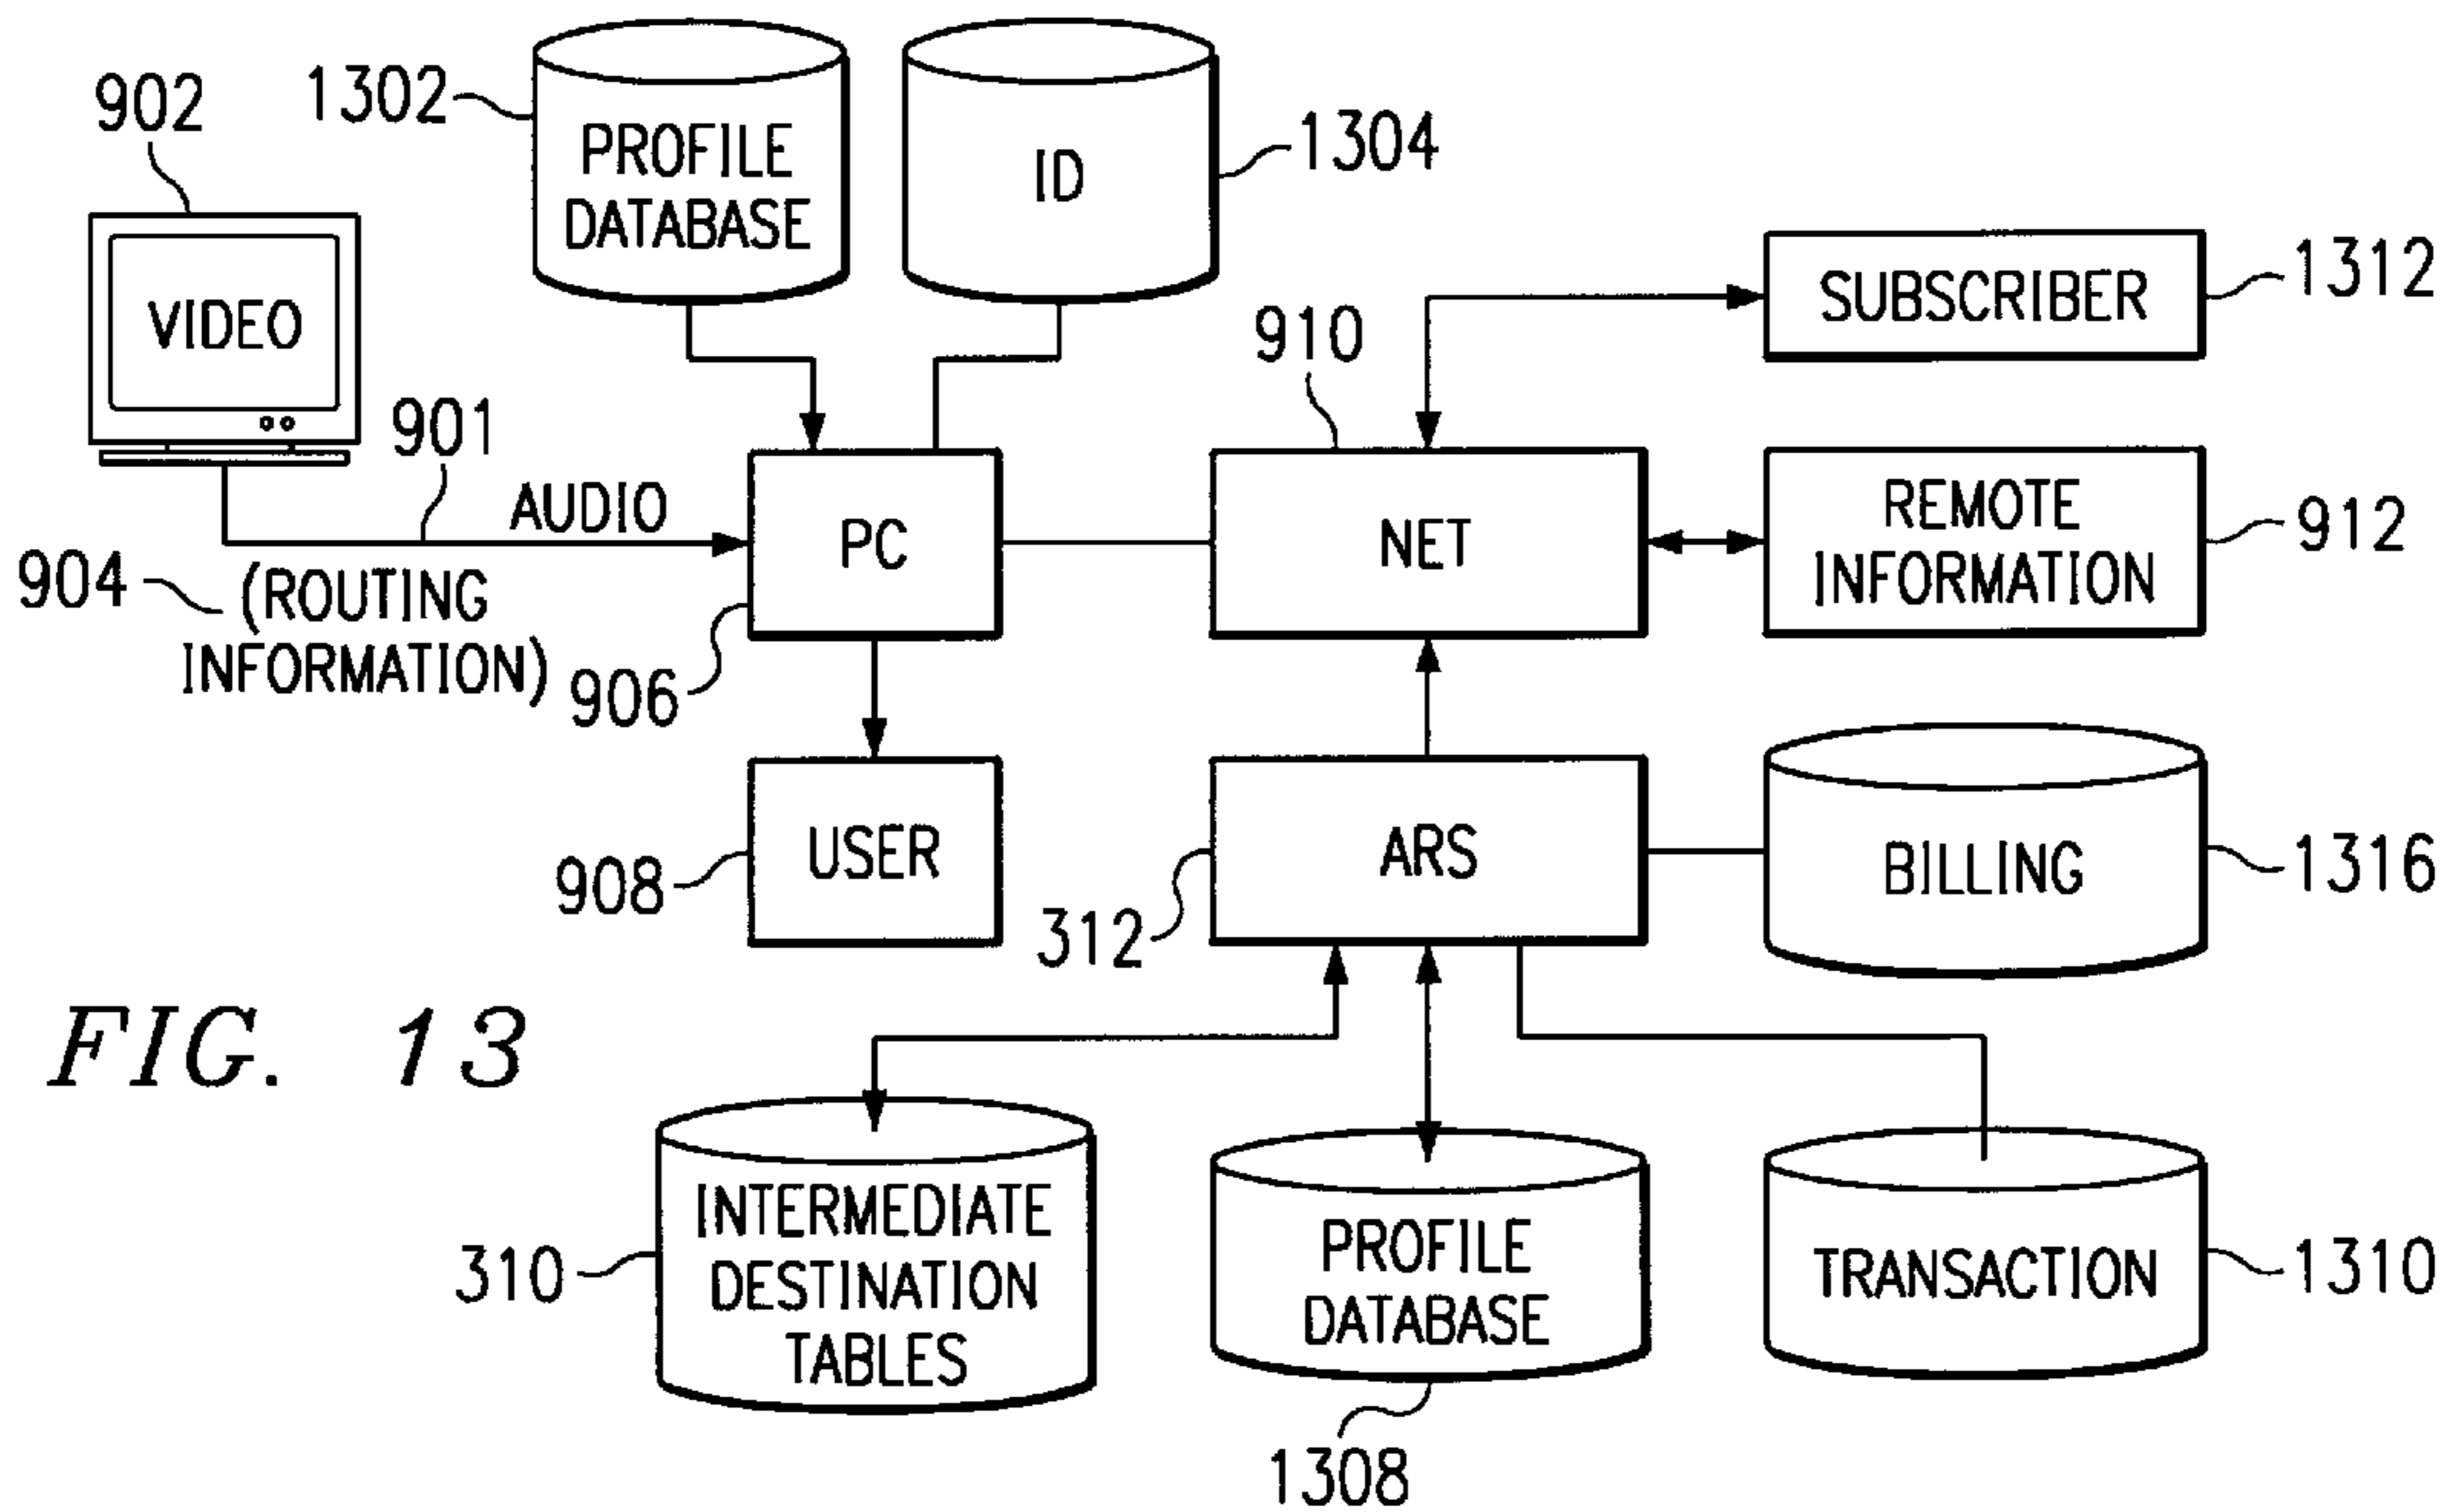 902
1302
PROFILE
DATABASE
ID
1304
VIDEO
SUBSCRIBER
1312
910
901
AUDIO
904
(ROUTING
INFORMATION)
PC
906
NET
REMOTE
INFORMATION
912
USER
908
ARS
312
BILLING
1316
FIG. 13
310
INTERMEDIATE
DESTINATION
TABLES
PROFILE
DATABASE
1308
TRANSACTION
1310